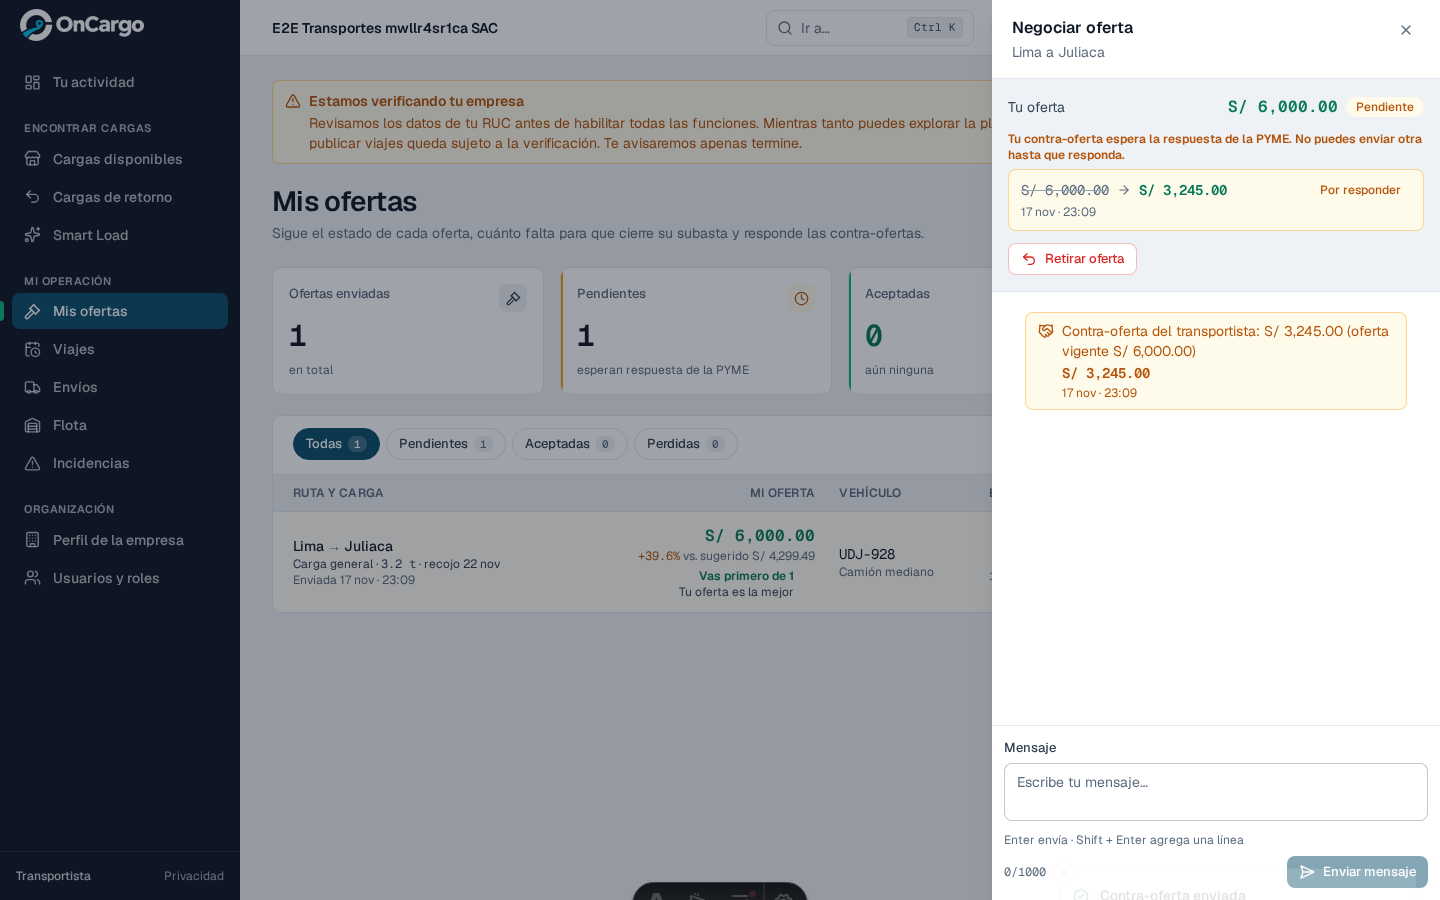 OnCargo
Tu actividad
ENCONTRAR CARGAS
Cargas disponibles
Cargas de retorno
Smart Load
MI OPERACIÓN
Mis ofertas
Viajes
Envíos
Flota
Incidencias
ORGANIZACIÓN
Perfil de la empresa
Usuarios y roles
Transportista
Privacidad
E2E Transportes mwllr4sr1ca SAC
Ir a...
Ctrl K
Estamos verificando tu empresa
Revisamos los datos de tu RUC antes de habilitar todas las funciones. Mientras tanto puedes explorar la
publicar viajes queda sujeto a la verificación. Te avisaremos apenas termine.
Mis ofertas
Sigue el estado de cada oferta, cuánto falta para que cierre su subasta y responde las contra-ofertas.
Ofertas enviadas
1
en total
Pendientes
1
esperan respuesta de la PYME
Aceptadas
0
aún ninguna
Todas 1
Pendientes 1
Aceptadas 0
Perdidas 0
RUTA Y CARGA
MI OFERTA
VEHÍCULO
Lima → Juliaca
Carga general · 3.2 t · recojo 22 nov
Enviada 17 nov · 23:09
S/ 6,000.00
+39.6% vs. sugerido S/ 4,299.49
Vas primero de 1
Tu oferta es la mejor
UDJ-928
Camión mediano
Negociar oferta
Lima a Juliaca
Tu oferta
S/ 6,000.00 Pendiente
Tu contra-oferta espera la respuesta de la PYME. No puedes enviar otra
hasta que responda.
S/ 6,000.00 → S/ 3,245.00
Por responder
17 nov · 23:09
Retirar oferta
Contra-oferta del transportista: S/ 3,245.00 (oferta
vigente S/ 6,000.00)
S/ 3,245.00
17 nov · 23:09
Mensaje
Escribe tu mensaje...
Enter envía · Shift + Enter agrega una línea
0/1000
Enviar mensaje
Contra-oferta enviada